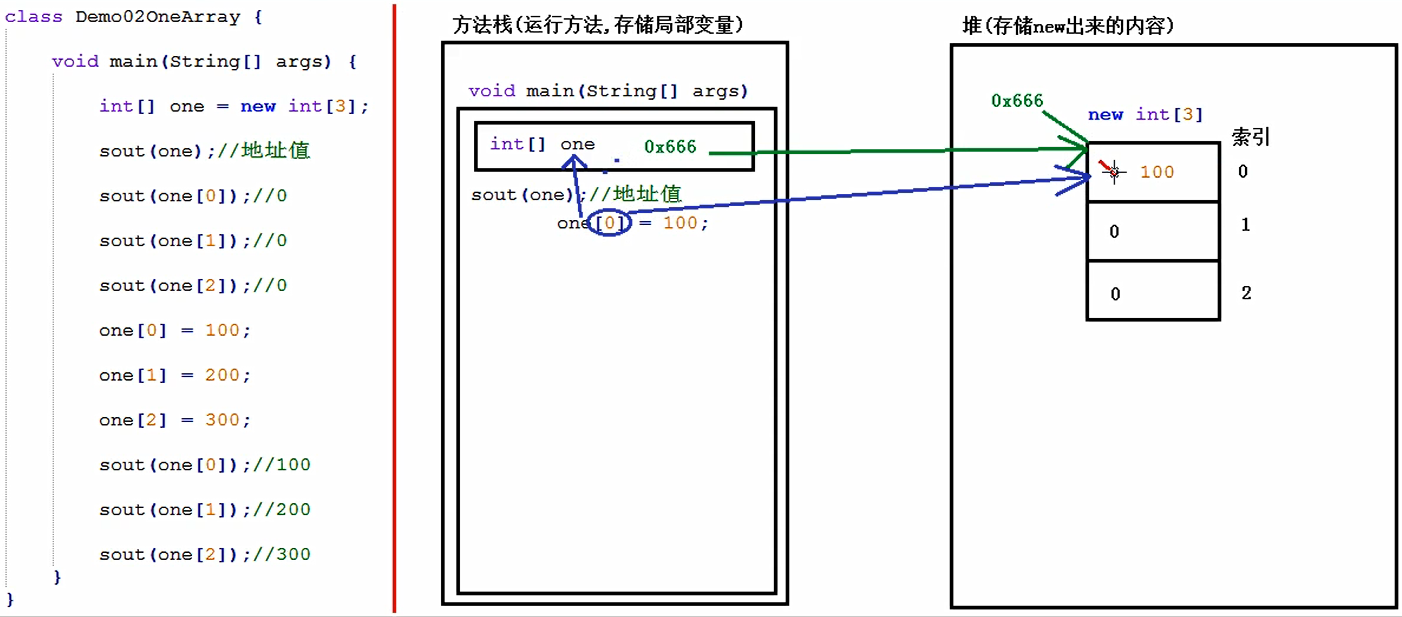 class Demo02OneArray {
void main(String[] args) {
int[] one = new int[3];
sout(one);//地址值
sout(one[0]);//0
sout(one[1]);//0
sout(one[2]);//0
one[0] = 100;
one[1] = 200;
one[2] = 300;
sout(one[0]);//100
sout(one[1]);//200
sout(one[2]);//300
}
}
方法栈(运行方法,存储局部变量)
void main(String[] args)
int[] one 0x666
sout(one);//地址值
one[0] = 100;
堆(存储new出来的内容)
0x666
new int[3]
索引
100 0
0 1
0 2